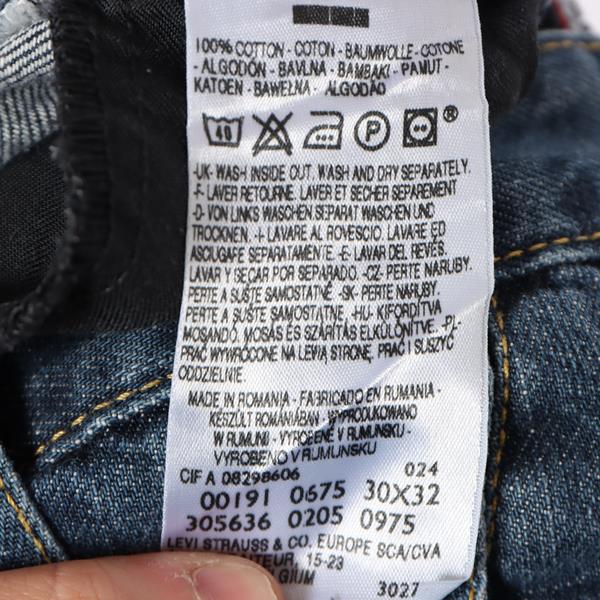 100% COTTON - COTON - BAUMWOLLE - COTONE
- ALGODÓN - BAVLNA - BAMBAKI - PAMUT -
KATOEN - BAWEŁNA - ALGODÃO
40 P ®
-UK- WASH INSIDE OUT. WASH AND DRY SEPARATELY.
-F- LAVER RETOURNE. LAVER ET SECHER SEPAREMENT
-D- VON LINKS WASCHEN. SEPARAT WASCHEN UND
TROCKNEN. -I- LAVARE AL ROVESCIO. LAVARE ED
ASCIUGARE SEPARATAMENTE. -E- LAVAR DEL REVÉS.
LAVAR Y SECAR POR SEPARADO. -CZ- PERTE NARUBY.
PERTE A SUŠTE SAMOSTATNĚ. -SK- PERTE NARUBY.
PERTE A SUŠTE SAMOSTATNE. -HU- KIFORDÍTVA
MOSANDÓ. MOSÁS ÉS SZÁRÍTÁS ELKÜLÖNÍTVE. -PL-
PRAĆ WYWRÓCONE NA LEWĄ STRONĘ. PRAĆ I SUSZYĆ
ODDZIELNIE.
MADE IN ROMANIA - FABRICADO EN RUMANIA -
KÉSZÜLT ROMÁNIÁBAN - WYPRODUKOWANO
W RUMUNII - VYROBENÉ V RUMUNSKU -
VYROBENO V RUMUNSKU
CIF A 08298606 024
00191 0675 30X32
305636 0205 0975
LEVI STRAUSS & CO. EUROPE SCA/CVA
15-23
3027